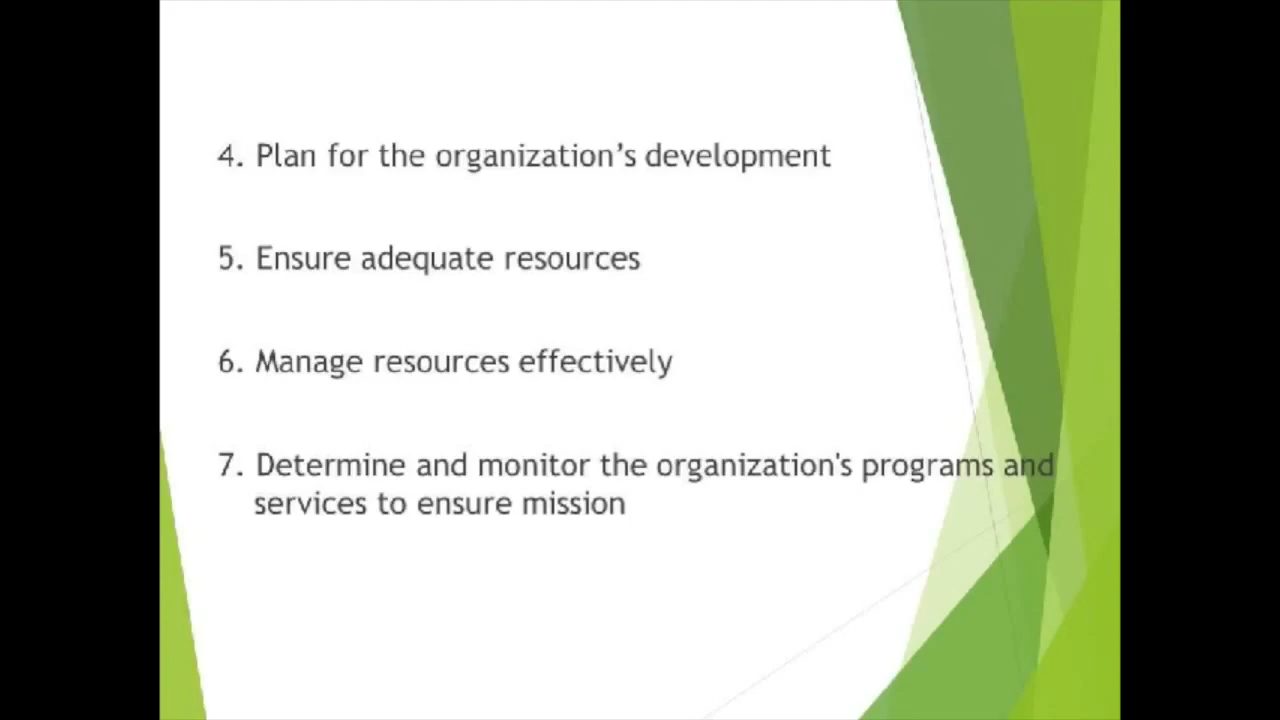 4. Plan for the organization’s development
5. Ensure adequate resources
6. Manage resources effectively
7. Determine and monitor the organization's programs and
services to ensure mission